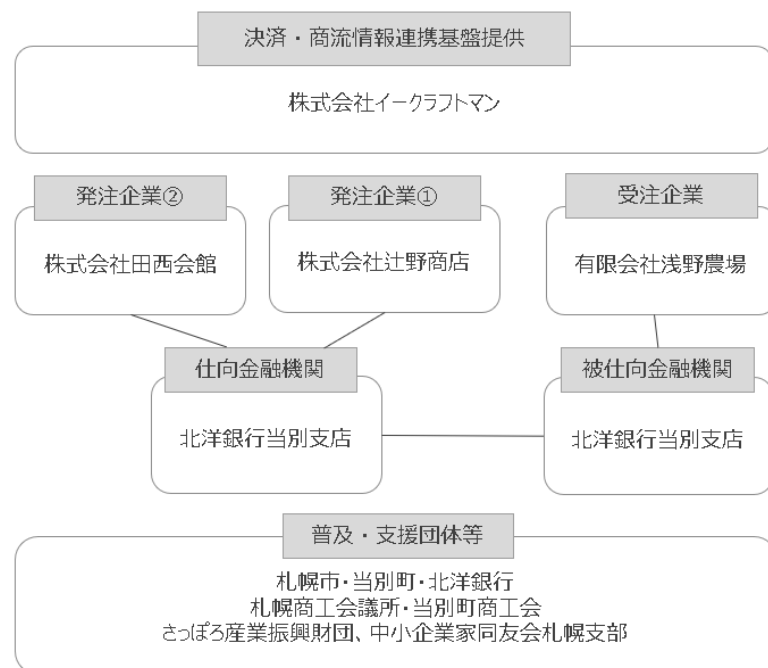 決済・商流情報連携基盤提供
株式会社イークラフトマン
発注企業②
株式会社田西会館
発注企業①
株式会社辻野商店
受注企業
有限会社浅野農場
仕向金融機関
北洋銀行当別支店
被仕向金融機関
北洋銀行当別支店
普及・支援団体等
札幌市・当別町・北洋銀行
札幌商工会議所・当別町商工会
さっぽろ産業振興財団、中小企業家同友会札幌支部